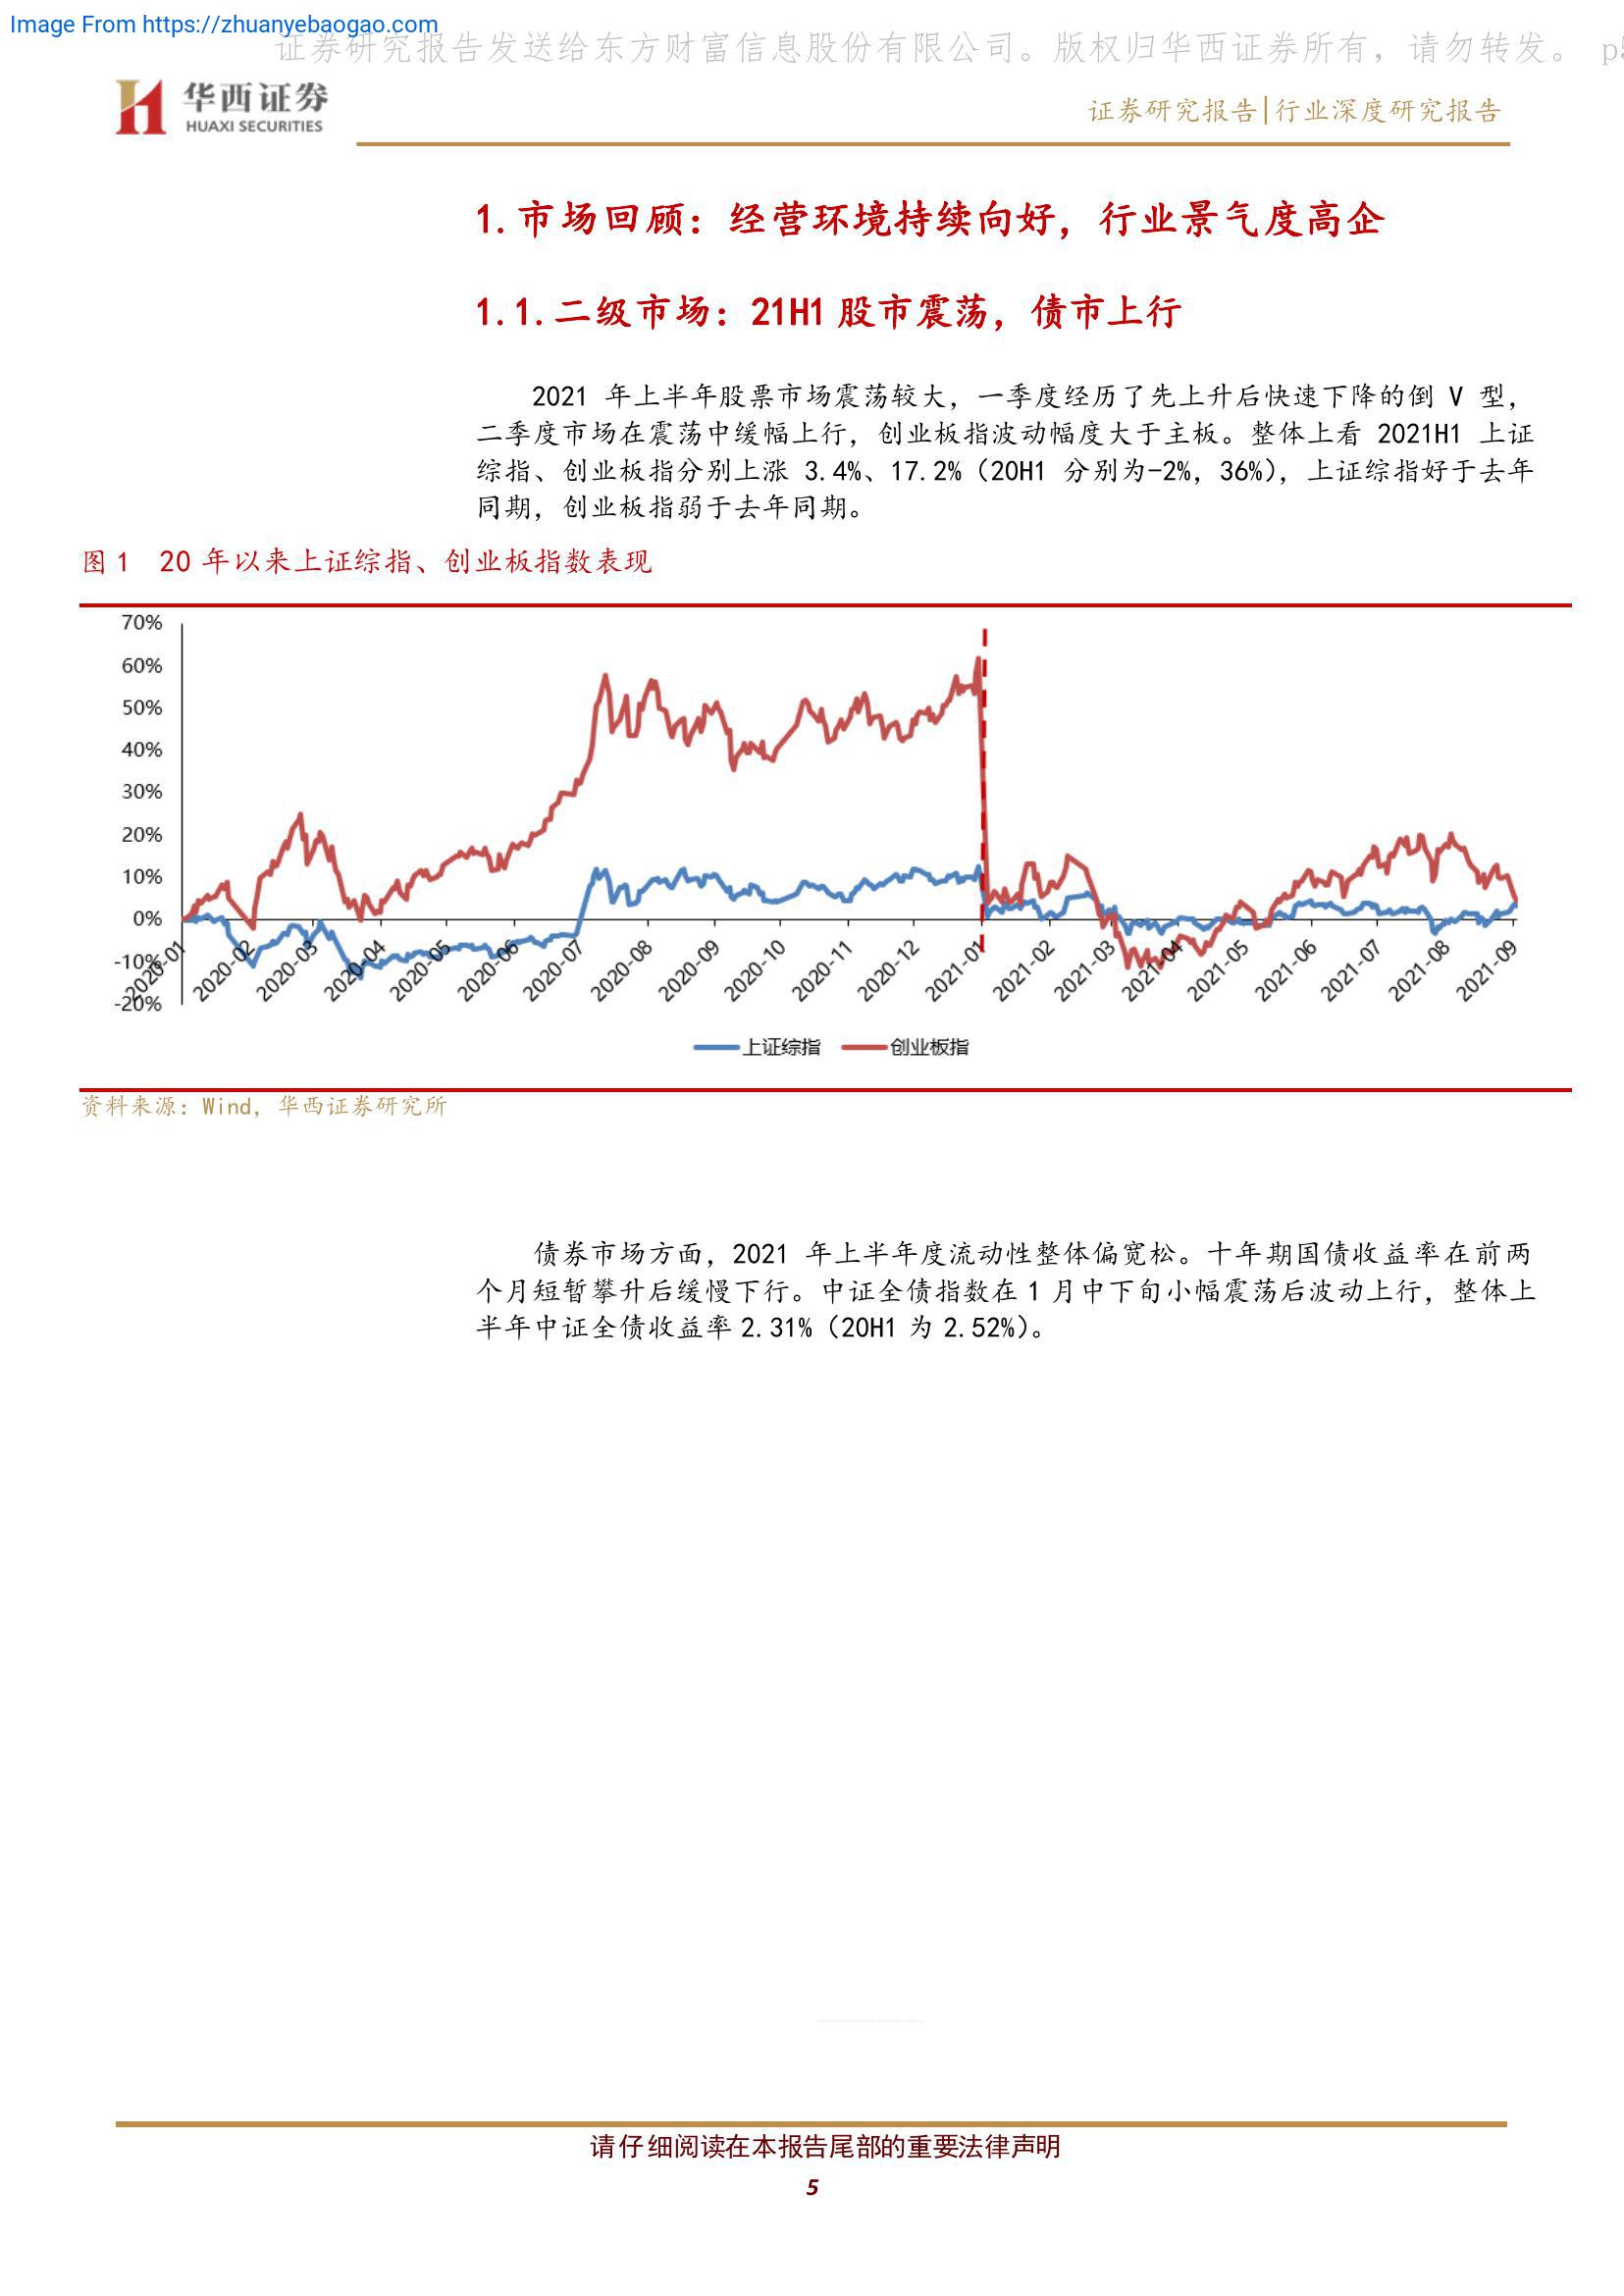 Image From https://zhuanyebaogao.com
证券研究报告发送给东方财富信息股份有限公司。版权归华西证券所有，请勿转发。 p5
华西证券
HUAXI SECURITIES
证券研究报告|行业深度研究报告
1.市场回顾：经营环境持续向好，行业景气度高企
1.1.二级市场：21H1 股市震荡，债市上行
2021 年上半年股票市场震荡较大，一季度经历了先上升后快速下降的倒 V 型，
二季度市场在震荡中缓幅上行，创业板指波动幅度大于主板。整体上看 2021H1 上证
综指、创业板指分别上涨 3.4%、17.2%（20H1 分别为-2%，36%），上证综指好于去年
同期，创业板指弱于去年同期。
图 1 20 年以来上证综指、创业板指数表现
70%
60%
50%
40%
30%
20%
10%
0%
-10%
-20%
2020-01
2020-02
2020-03
2020-04
2020-05
2020-06
2020-07
2020-08
2020-09
2020-10
2020-11
2020-12
2021-01
2021-02
2021-03
2021-04
2021-05
2021-06
2021-07
2021-08
2021-09
上证综指 创业板指
资料来源：Wind，华西证券研究所
债券市场方面，2021 年上半年度流动性整体偏宽松。十年期国债收益率在前两
个月短暂攀升后缓慢下行。中证全债指数在 1 月中下旬小幅震荡后波动上行，整体上
半年中证全债收益率 2.31%（20H1 为 2.52%）。
请仔细阅读在本报告尾部的重要法律声明
5